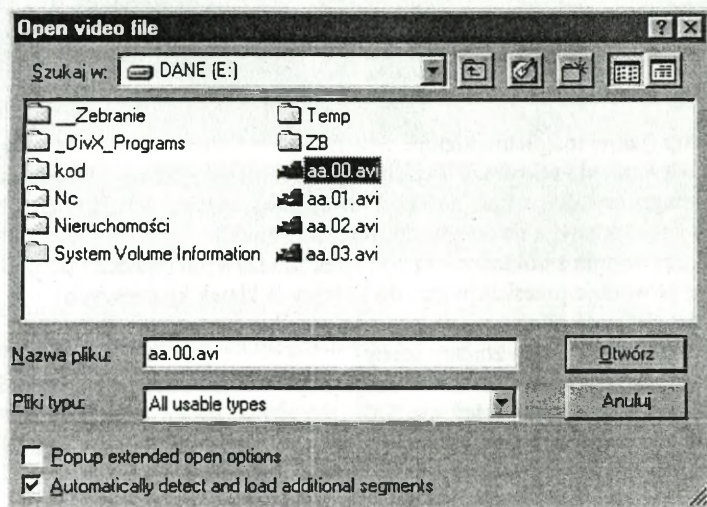 Open video file
Szukaj w: DANE (E:)
__Zebranie
_DivX_Programs
kod
Nc
Nieruchomości
System Volume Information
Temp
ZB
aa.00.avi
aa.01.avi
aa.02.avi
aa.03.avi
Nazwa pliku: aa.00.avi Otwórz
Pliki typu: All usable types Anuluj
Popup extended open options
Automatically detect and load additional segments